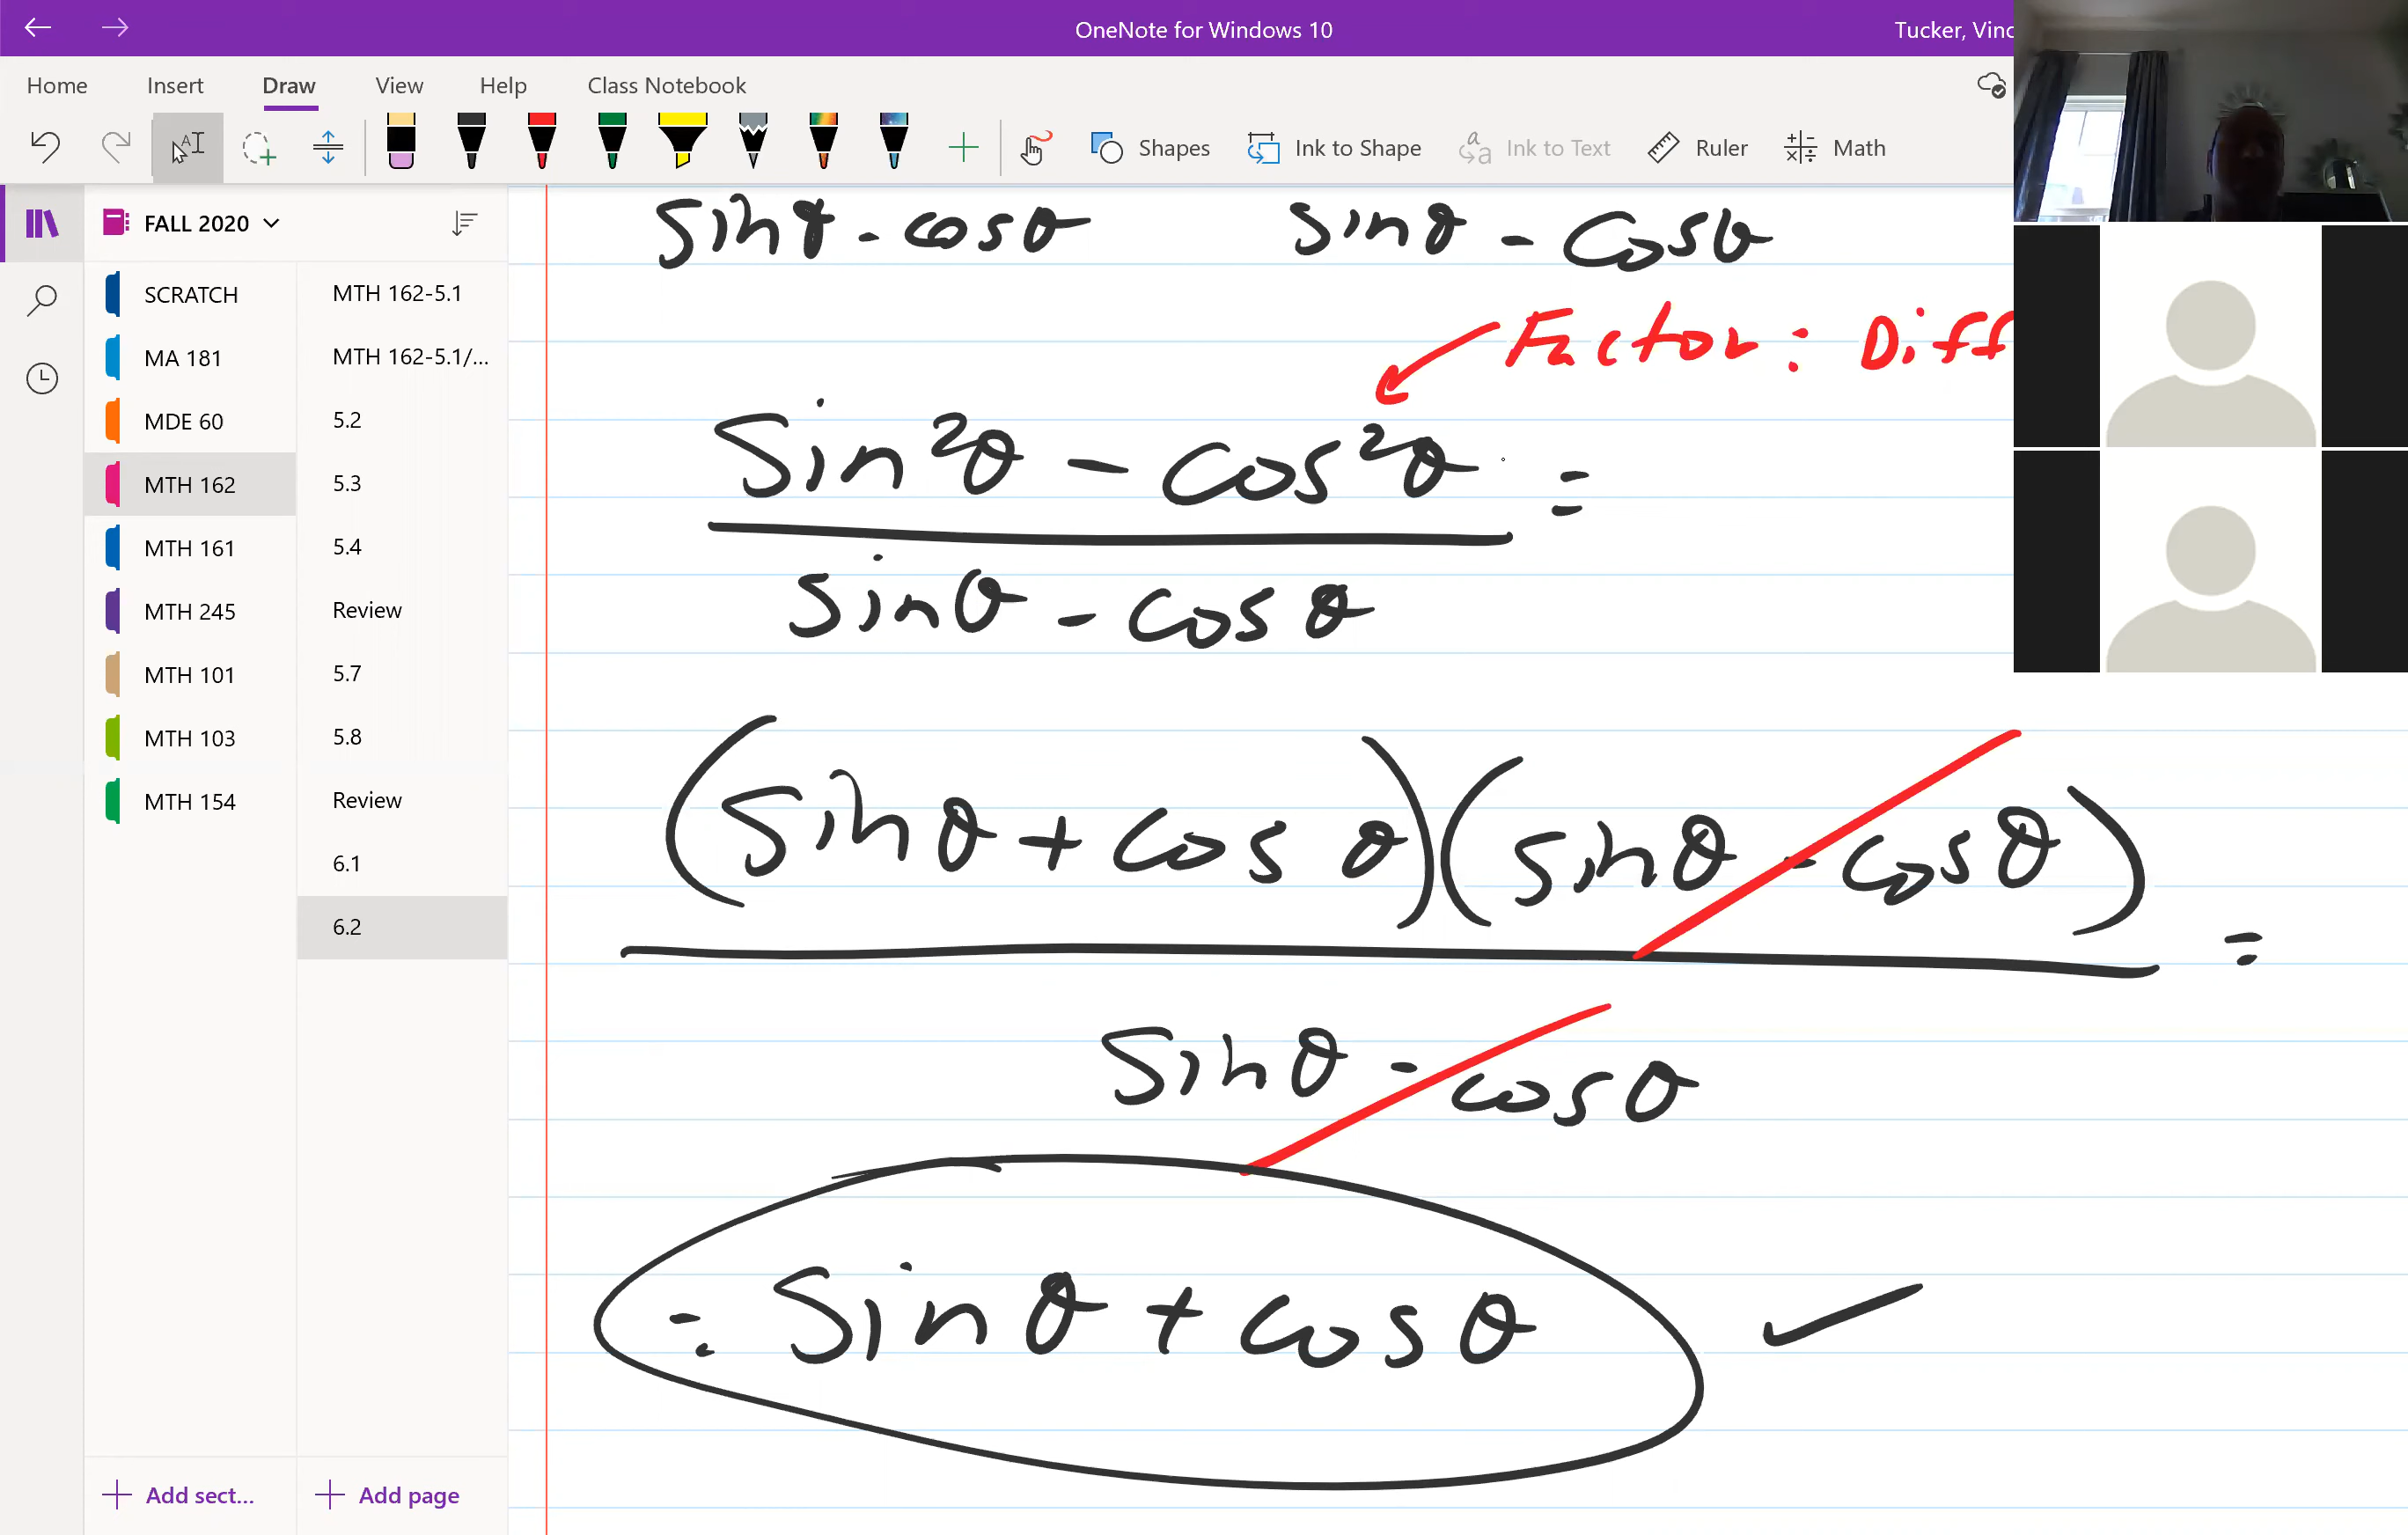 OneNote for Windows 10
Tucker, Vinc
Home Insert Draw View Help Class Notebook
Shapes Ink to Shape Ink to Text Ruler Math
FALL 2020
SCRATCH
MA 181
MDE 60
MTH 162
MTH 161
MTH 245
MTH 101
MTH 103
MTH 154
Add sect...
MTH 162-5.1
MTH 162-5.1/...
5.2
5.3
5.4
Review
5.7
5.8
Review
6.1
6.2
Add page
sinθ - cosθ sinθ - cosθ
Factor: Diff
sin²θ - cos²θ =
sinθ - cosθ
(sinθ + cosθ)(sinθ - cosθ) =
sinθ - cosθ
= sinθ + cosθ ✓